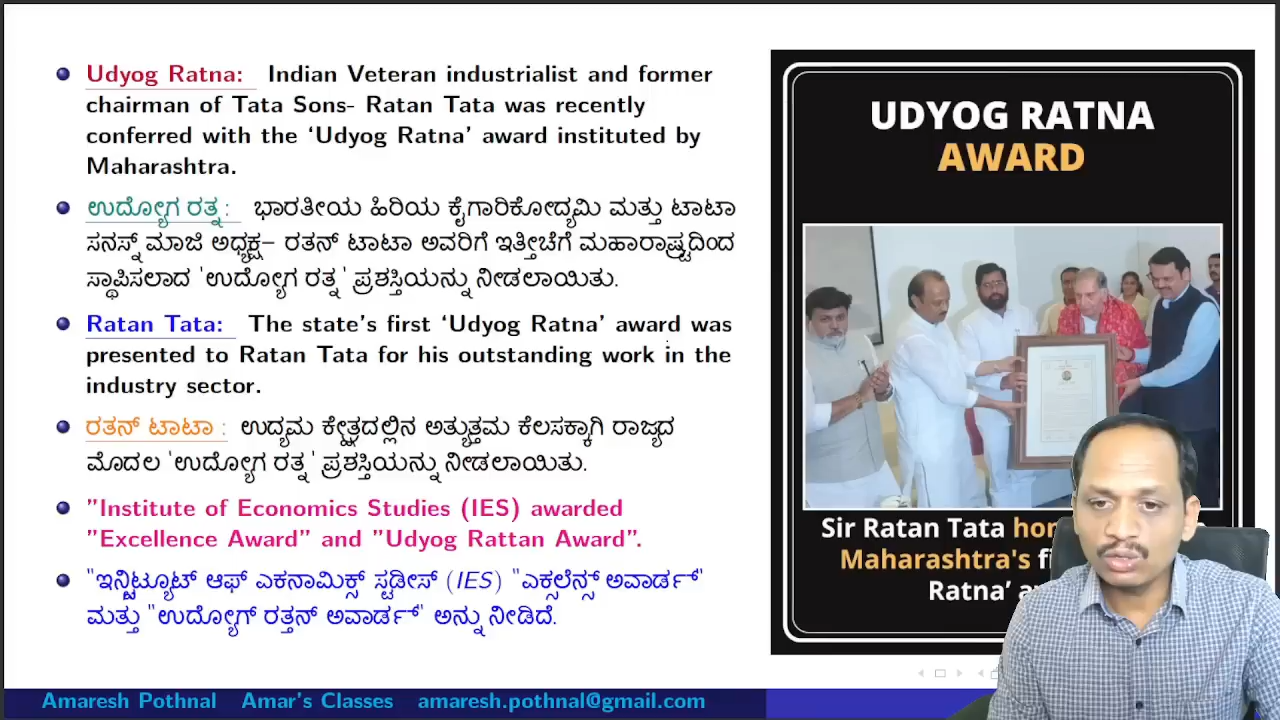 Udyog Ratna: Indian Veteran industrialist and former
chairman of Tata Sons- Ratan Tata was recently
conferred with the ‘Udyog Ratna’ award instituted by
Maharashtra.
ಉದ್ಯೋಗ ರತ್ನ: ಭಾರತೀಯ ಹಿರಿಯ ಕೈಗಾರಿಕೋದ್ಯಮಿ ಮತ್ತು ಟಾಟಾ
ಸನ್ಸ್ನ ಮಾಜಿ ಅಧ್ಯಕ್ಷ– ರತನ್ ಟಾಟಾ ಅವರಿಗೆ ಇತ್ತೀಚೆಗೆ ಮಹಾರಾಷ್ಟ್ರದಿಂದ
ಸ್ಥಾಪಿಸಲಾದ 'ಉದ್ಯೋಗ ರತ್ನ' ಪ್ರಶಸ್ತಿಯನ್ನು ನೀಡಲಾಯಿತು.
Ratan Tata: The state’s first ‘Udyog Ratna’ award was
presented to Ratan Tata for his outstanding work in the
industry sector.
ರತನ್ ಟಾಟಾ: ಉದ್ಯಮ ಕ್ಷೇತ್ರದಲ್ಲಿನ ಅತ್ಯುತ್ತಮ ಕೆಲಸಕ್ಕಾಗಿ ರಾಜ್ಯದ
ಮೊದಲ 'ಉದ್ಯೋಗ ರತ್ನ' ಪ್ರಶಸ್ತಿಯನ್ನು ನೀಡಲಾಯಿತು.
”Institute of Economics Studies (IES) awarded
”Excellence Award” and ”Udyog Rattan Award”.
"ಇನ್ಸ್ಟಿಟ್ಯೂಟ್ ಆಫ್ ಎಕನಾಮಿಕ್ಸ್ ಸ್ಟಡೀಸ್ (IES) "ಎಕ್ಸಲೆನ್ಸ್ ಅವಾರ್ಡ್"
ಮತ್ತು "ಉದ್ಯೋಗ್ ರತ್ತನ್ ಅವಾರ್ಡ್" ಅನ್ನು ನೀಡಿದೆ.
UDYOG RATNA
AWARD
Sir Ratan Tata
Maharashtra's
Ratna’
Amaresh Pothnal Amar's Classes amaresh.pothnal@gmail.com